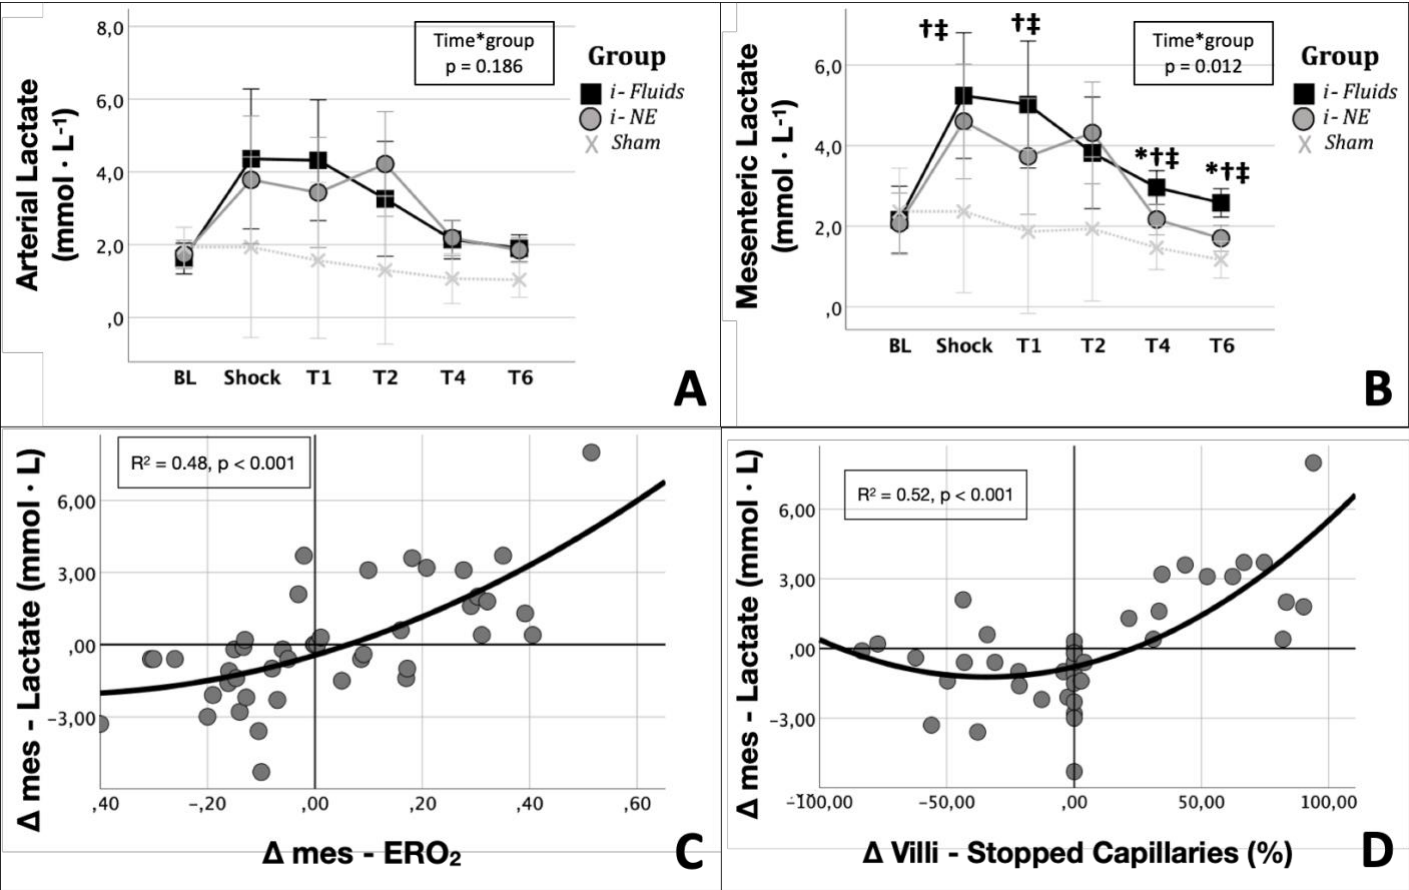 8,0
6,0
4,0
2,0
,0
Arterial Lactate
(mmol · L⁻¹)
Time*group
p = 0.186
Group
i- Fluids
i- NE
Sham
BL Shock T1 T2 T4 T6
A
6,0
4,0
2,0
,0
Mesenteric Lactate
(mmol · L⁻¹)
†‡
†‡
*†‡
*†‡
Time*group
p = 0.012
Group
i- Fluids
i- NE
Sham
BL Shock T1 T2 T4 T6
B
R² = 0.48, p < 0.001
6,00
3,00
,00
−3,00
Δ mes - Lactate (mmol · L)
,40 −,20 ,00 ,20 ,40 ,60
Δ mes - ERO₂
C
R² = 0.52, p < 0.001
6,00
3,00
,00
−3,00
Δ mes - Lactate (mmol · L)
-100,00 −50,00 ,00 50,00 100,00
Δ Villi - Stopped Capillaries (%)
D